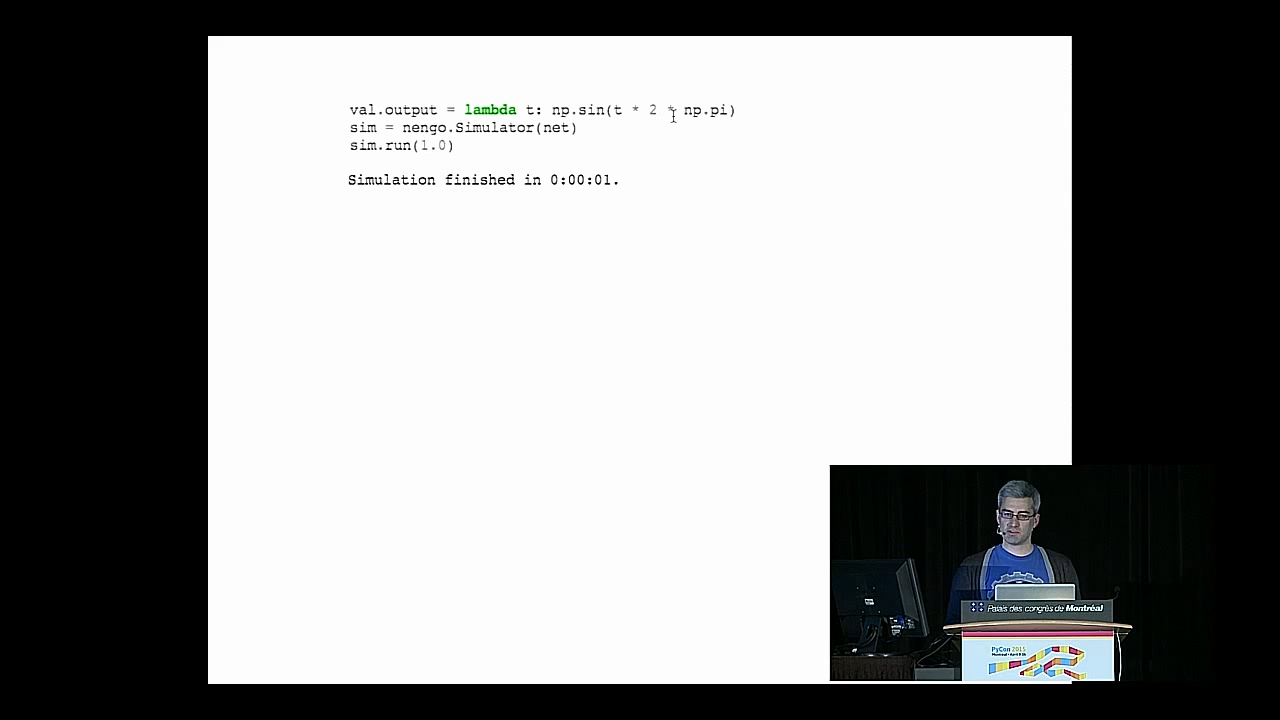 val.output = lambda t: np.sin(t * 2 * np.pi)
sim = nengo.Simulator(net)
sim.run(1.0)
Simulation finished in 0:00:01.
Palais des congrès de Montréal
PyCon 2015